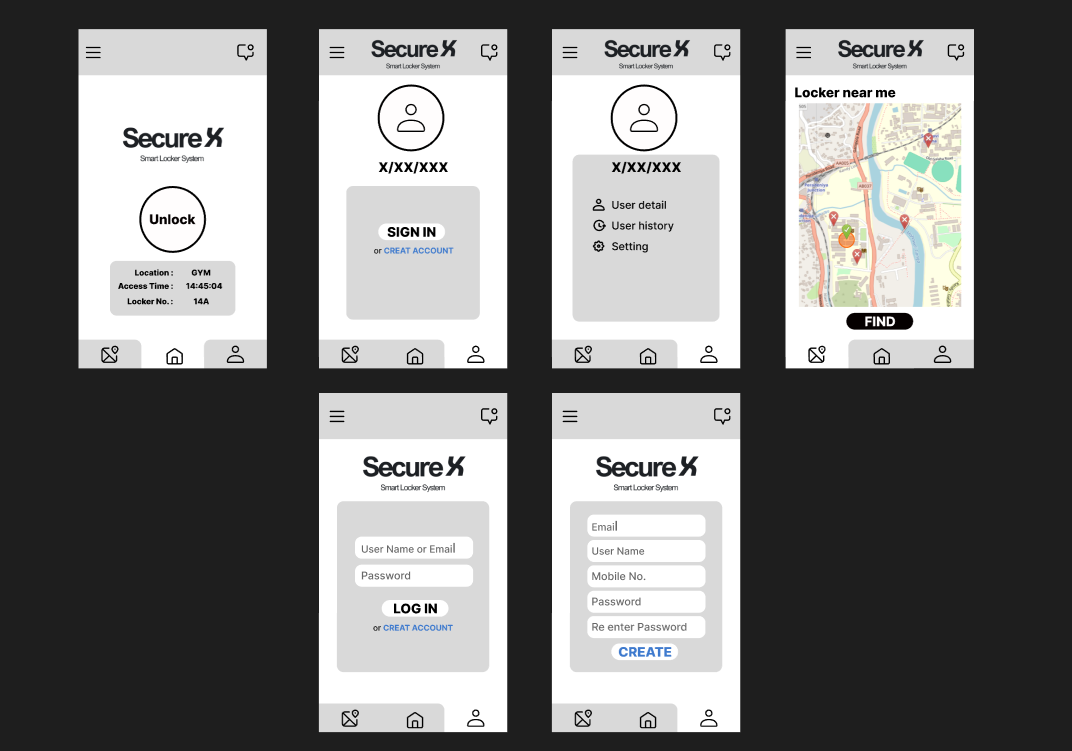 Secure X
Smart Locker System
Unlock
Location : GYM
Access Time : 14:45:04
Locker No. : 14A
Secure X
Smart Locker System
X/XX/XXX
SIGN IN
or CREAT ACCOUNT
Secure X
Smart Locker System
X/XX/XXX
User detail
User history
Setting
Secure X
Smart Locker System
Locker near me
FIND
Secure X
Smart Locker System
User Name or Email
Password
LOG IN
or CREAT ACCOUNT
Secure X
Smart Locker System
Email
User Name
Mobile No.
Password
Re enter Password
CREATE